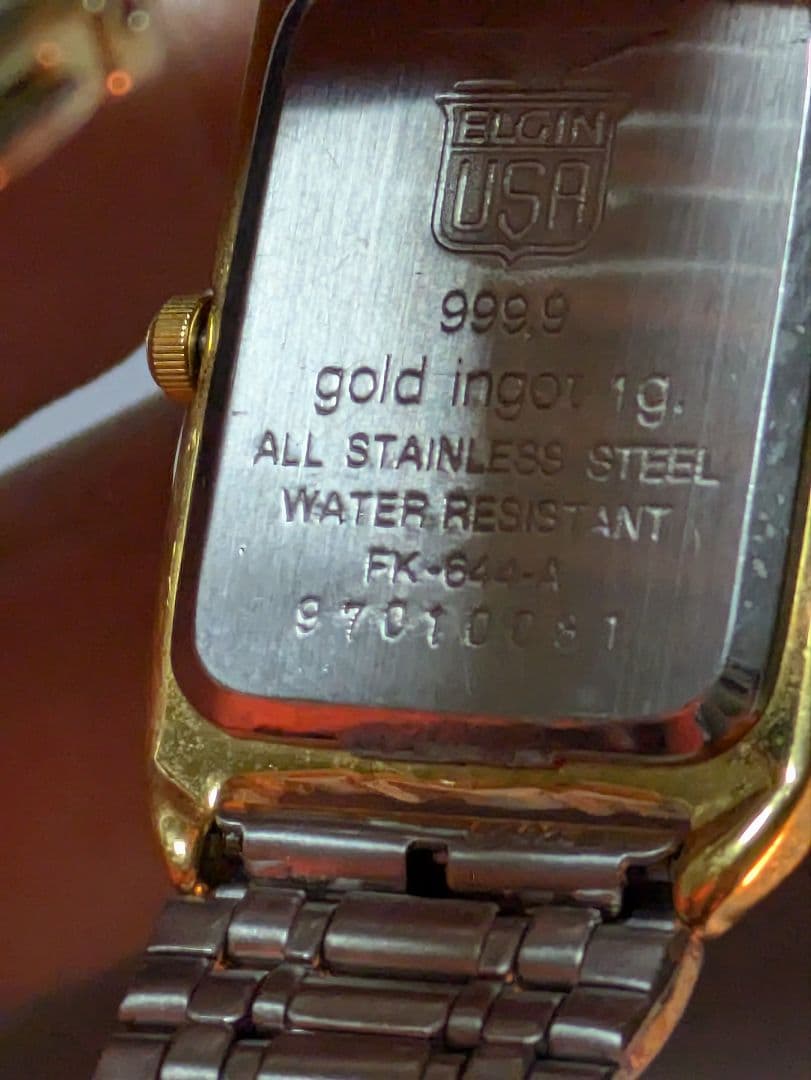 ELGIN
USA
999.9
gold ingot 1g.
ALL STAINLESS STEEL
WATER RESISTANT
FK-644-A
97010081